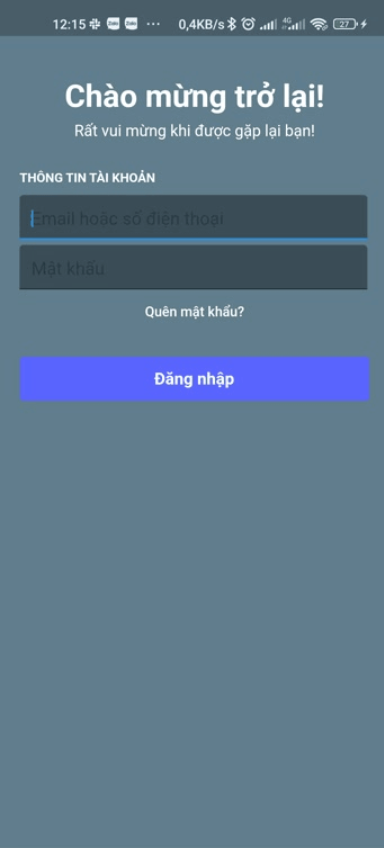 12:15 ... 0,4KB/s 4G 27
Chào mừng trở lại!
Rất vui mừng khi được gặp lại bạn!
THÔNG TIN TÀI KHOẢN
Email hoặc số điện thoại
Mật khẩu
Quên mật khẩu?
Đăng nhập